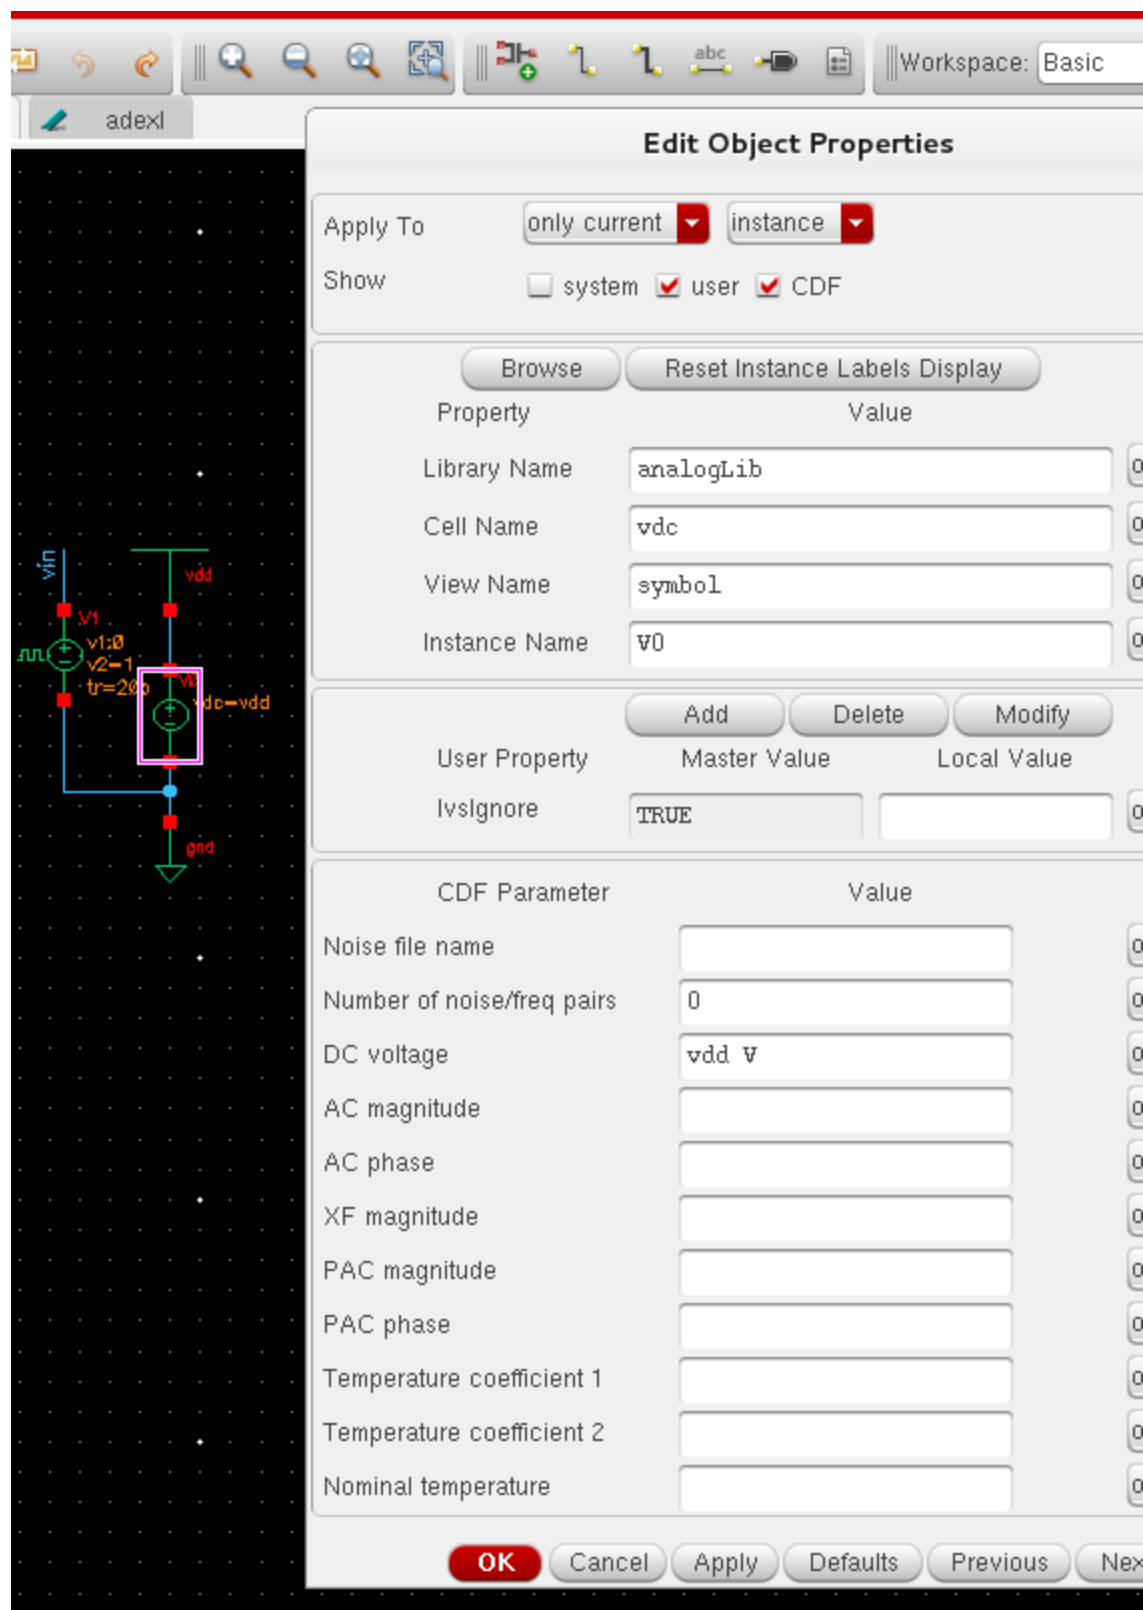 abc
Workspace: Basic
adexl
Edit Object Properties
Apply To only current instance
Show system user CDF
Browse Reset Instance Labels Display
Property Value
Library Name analogLib
Cell Name vdc
View Name symbol
Instance Name V0
Add Delete Modify
User Property Master Value Local Value
lvsIgnore TRUE
CDF Parameter Value
Noise file name
Number of noise/freq pairs 0
DC voltage vdd V
AC magnitude
AC phase
XF magnitude
PAC magnitude
PAC phase
Temperature coefficient 1
Temperature coefficient 2
Nominal temperature
OK Cancel Apply Defaults Previous Nex
vin
vdd
V1
v1:0
v2=1
vdc=vdd
gnd